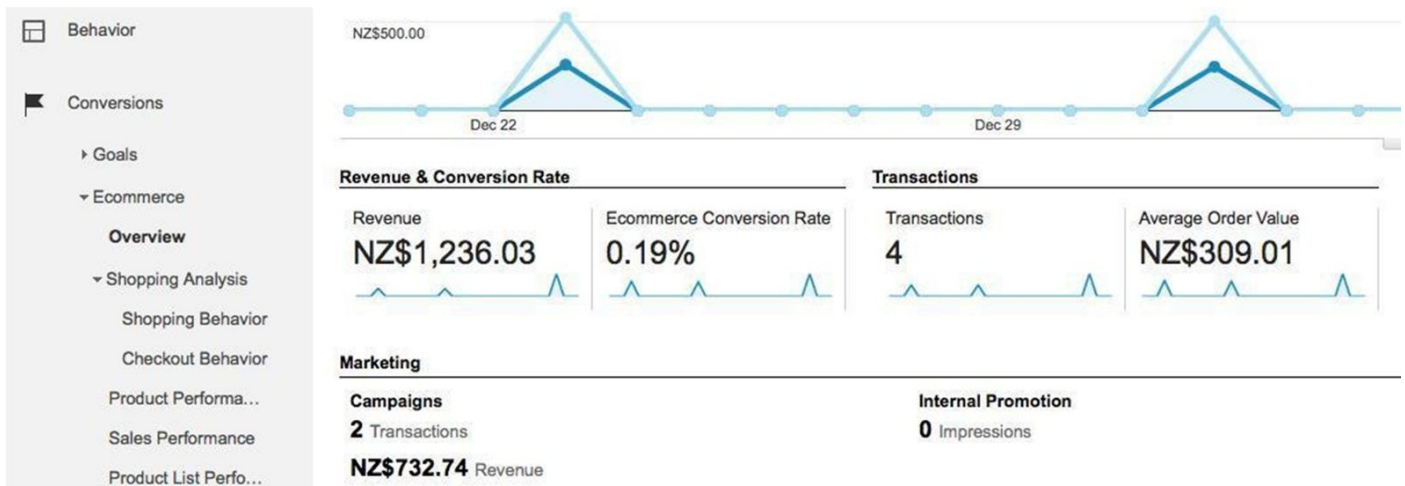 Behavior
Conversions
Goals
Ecommerce
Overview
Shopping Analysis
Shopping Behavior
Checkout Behavior
Product Performa...
Sales Performance
Product List Perfo...
NZ$500.00
Dec 22
Dec 29
Revenue & Conversion Rate
Revenue
NZ$1,236.03
Ecommerce Conversion Rate
0.19%
Transactions
Transactions
4
Average Order Value
NZ$309.01
Marketing
Campaigns
2 Transactions
NZ$732.74 Revenue
Internal Promotion
0 Impressions